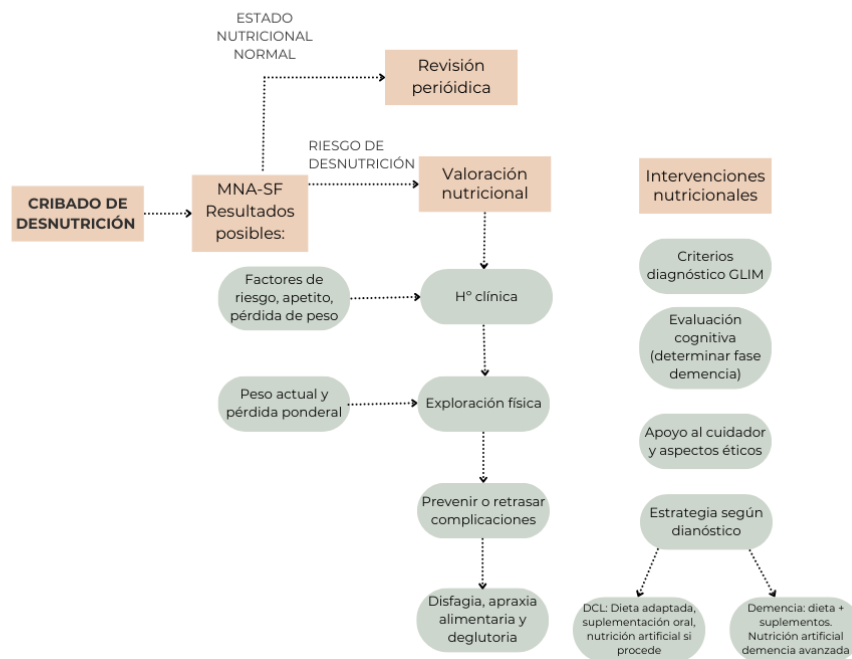 ESTADO
NUTRICIONAL
NORMAL
Revisión
perióidica
RIESGO DE
DESNUTRICIÓN
CRIBADO DE
DESNUTRICIÓN
MNA-SF
Resultados
posibles:
Valoración
nutricional
Intervenciones
nutricionales
Factores de
riesgo, apetito,
pérdida de peso
Hº clínica
Criterios
diagnóstico GLIM
Evaluación
cognitiva
(determinar fase
demencia)
Peso actual y
pérdida ponderal
Exploración física
Apoyo al cuidador
y aspectos éticos
Prevenir o retrasar
complicaciones
Estrategia según
dianóstico
Disfagia, apraxia
alimentaria y
deglutoria
DCL: Dieta adaptada,
suplementación oral,
nutrición artificial si
procede
Demencia: dieta +
suplementos.
Nutrición artificial
demencia avanzada